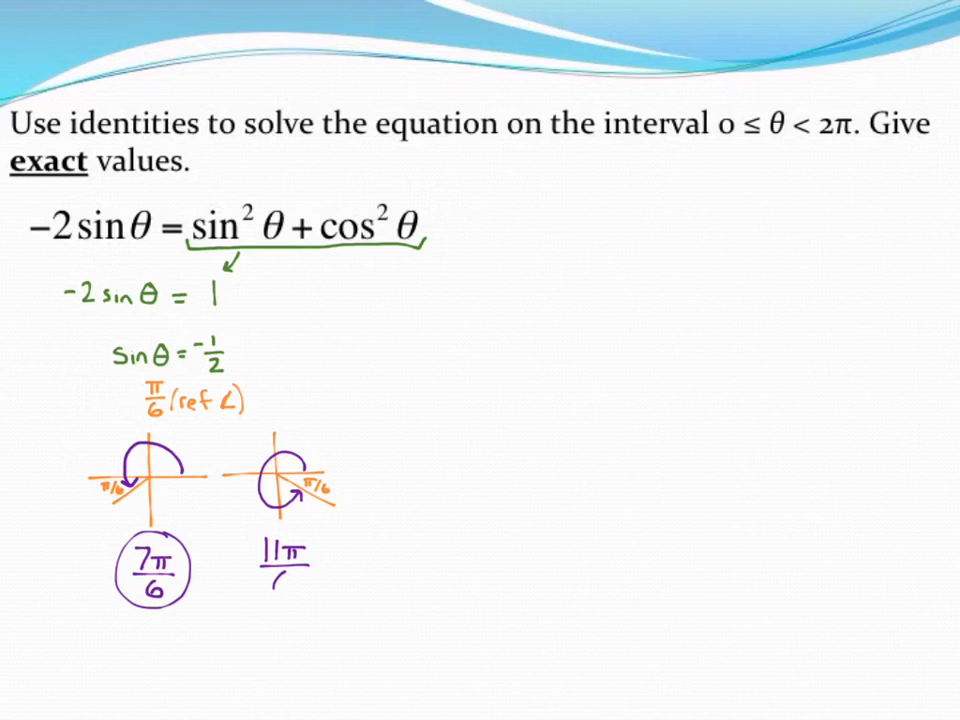 Use identities to solve the equation on the interval 0 ≤ θ < 2π. Give
exact values.
−2 sin θ = sin² θ + cos² θ
-2 sin θ = 1
sin θ = -1/2
π/6 (ref ∠)
π/6 π/6
7π/6 11π/